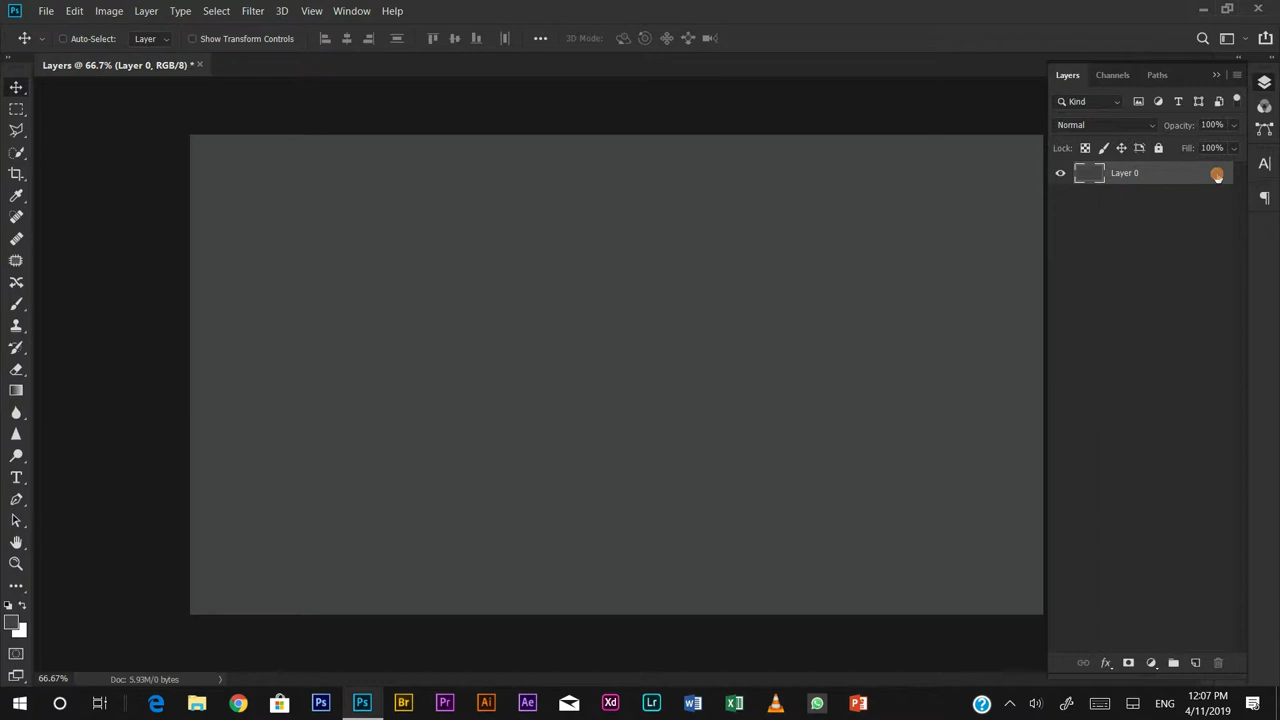 Ps File Edit Image Layer Type Select Filter 3D View Window Help
Auto-Select: Layer Show Transform Controls 3D Mode:
Layers @ 66.7% (Layer 0, RGB/8) *
Layers Channels Paths
Kind
Normal Opacity: 100%
Lock: Fill: 100%
Layer 0
66.67% Doc: 5.93M/0 bytes
Ps Ps Br Pr Ai Ae Xd Lr ENG 12:07 PM
4/11/2019